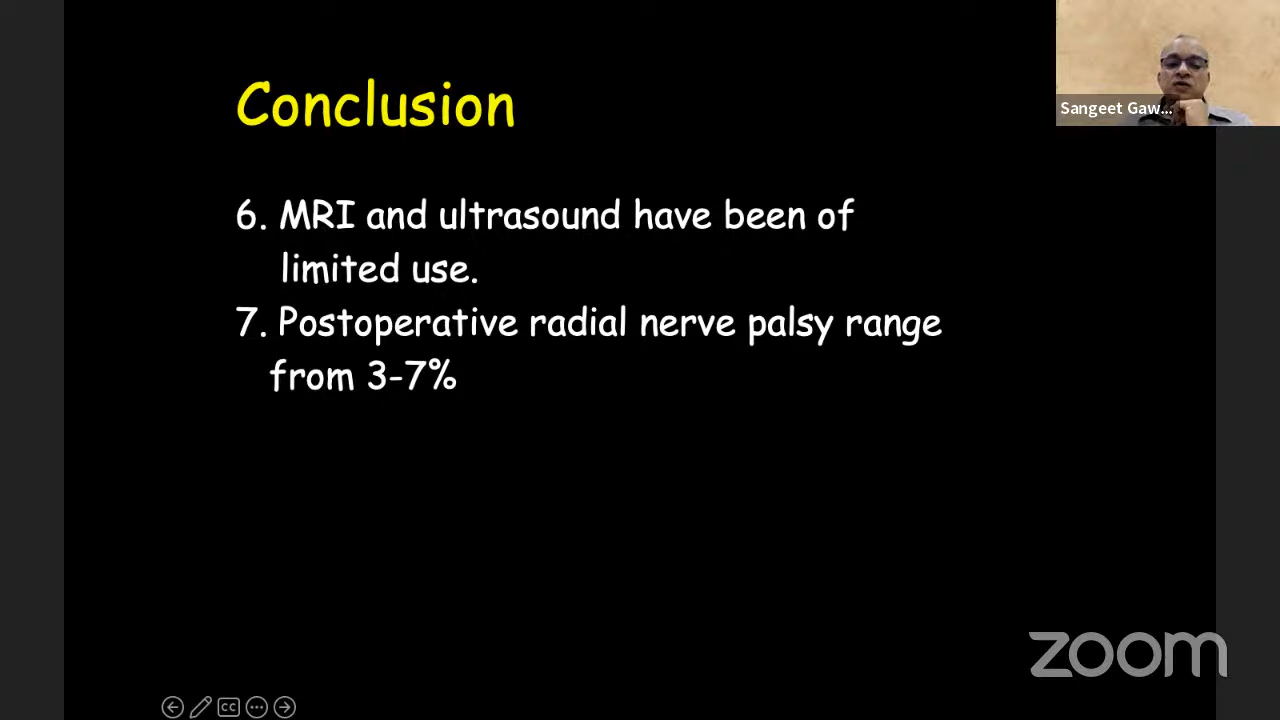 Conclusion
Sangeet Gaw...
6. MRI and ultrasound have been of
limited use.
7. Postoperative radial nerve palsy range
from 3-7%
zoom
CC